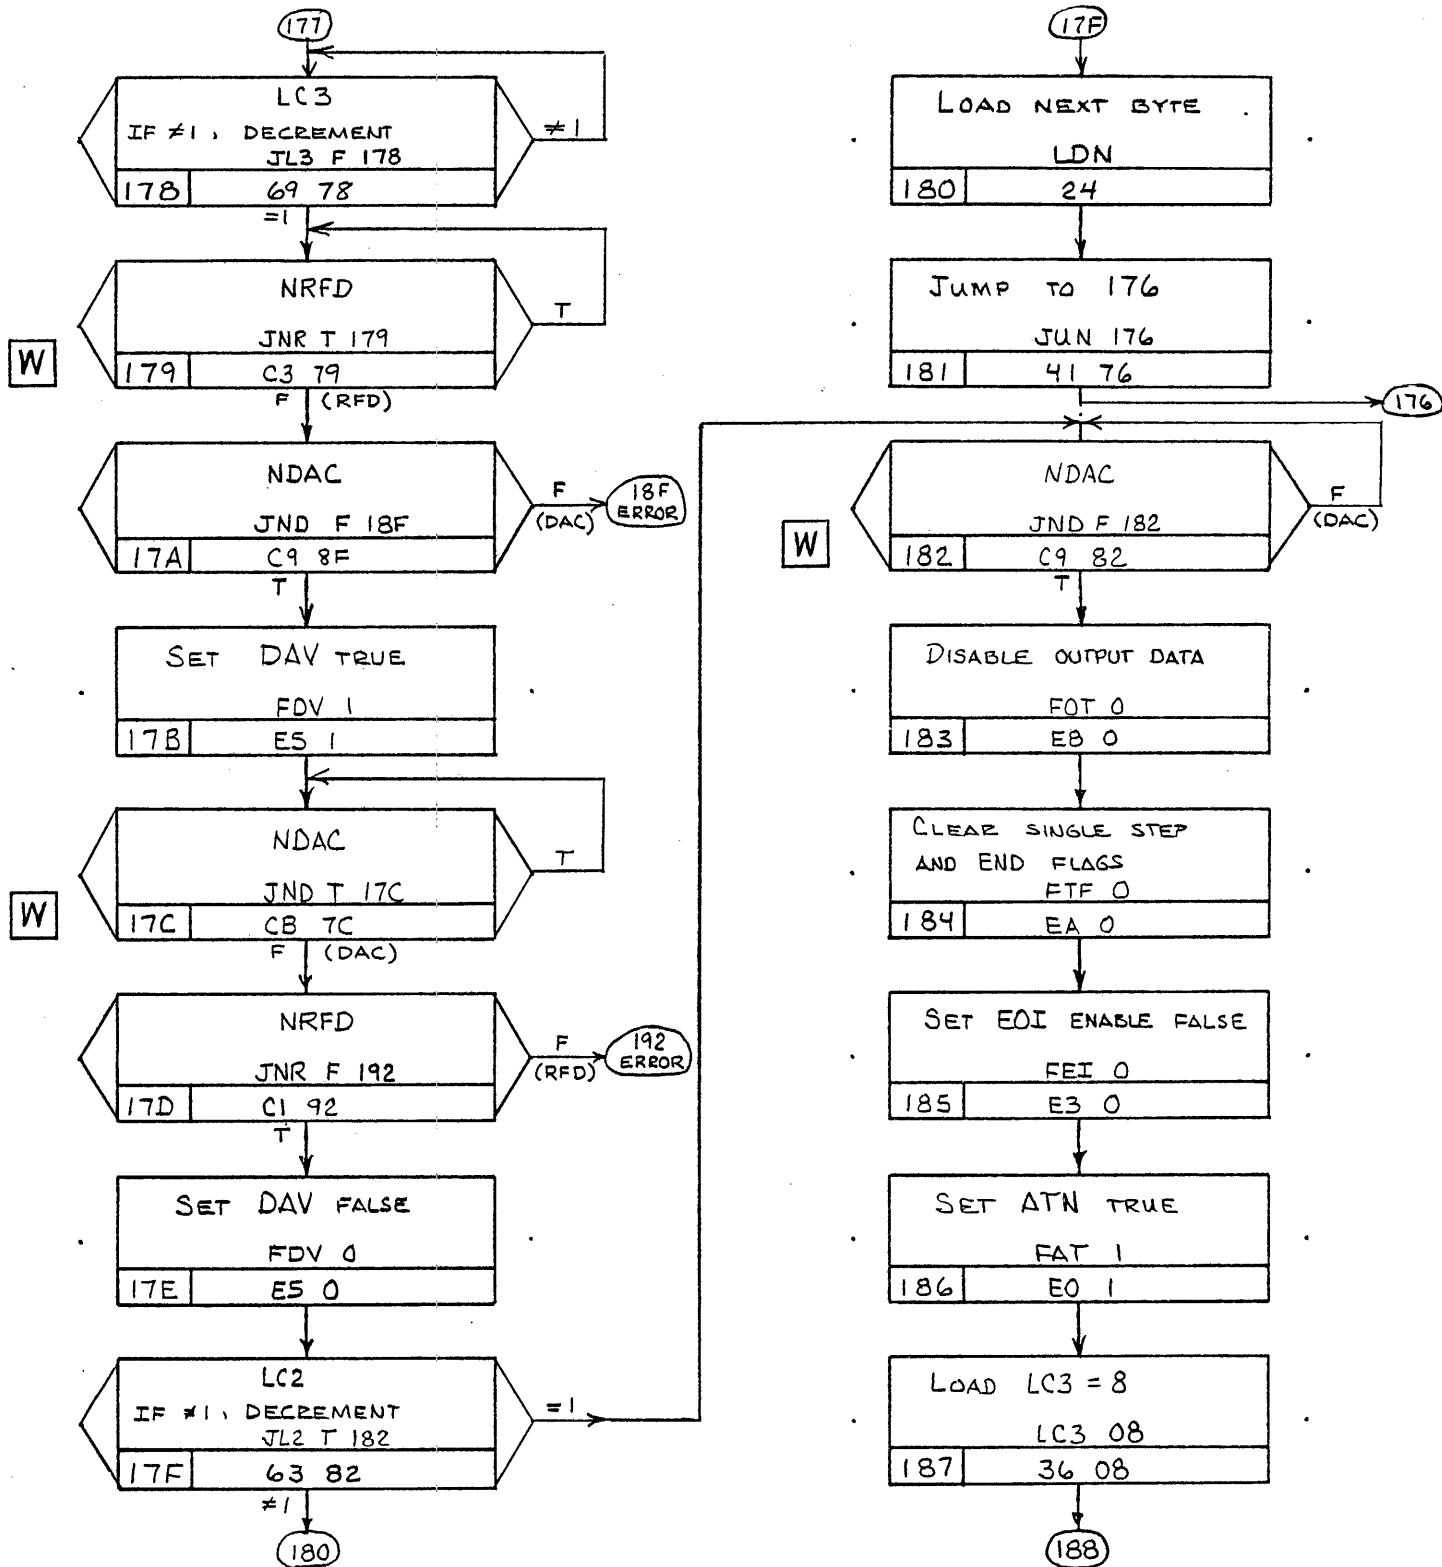 177
LC3
IF ≠1, DECREMENT
JL3 F 178
≠1
178
69 78
=1
NRFD
T
JNR T 179
W
179
C3 79
F (RFD)
NDAC
F
18F
ERROR
(DAC)
JND F 18F
17A
C9 8F
T
SET DAV TRUE
FDV 1
17B
E5 1
NDAC
T
JND T 17C
W
17C
CB 7C
F (DAC)
NRFD
F
192
ERROR
(RFD)
JNR F 192
17D
C1 92
T
SET DAV FALSE
FDV 0
17E
E5 0
LC2
IF ≠1, DECREMENT
=1
JL2 T 182
17F
63 82
≠1
180
17F
LOAD NEXT BYTE
LDN
180
24
JUMP TO 176
JUN 176
181
41 76
176
NDAC
F
(DAC)
JND F 182
W
182
C9 82
T
DISABLE OUTPUT DATA
FOT 0
183
E8 0
CLEAR SINGLE STEP
AND END FLAGS
FTF 0
184
EA 0
SET EOI ENABLE FALSE
FEI 0
185
E3 0
SET ATN TRUE
FAT 1
186
E0 1
LOAD LC3 = 8
LC3 08
187
36 08
188